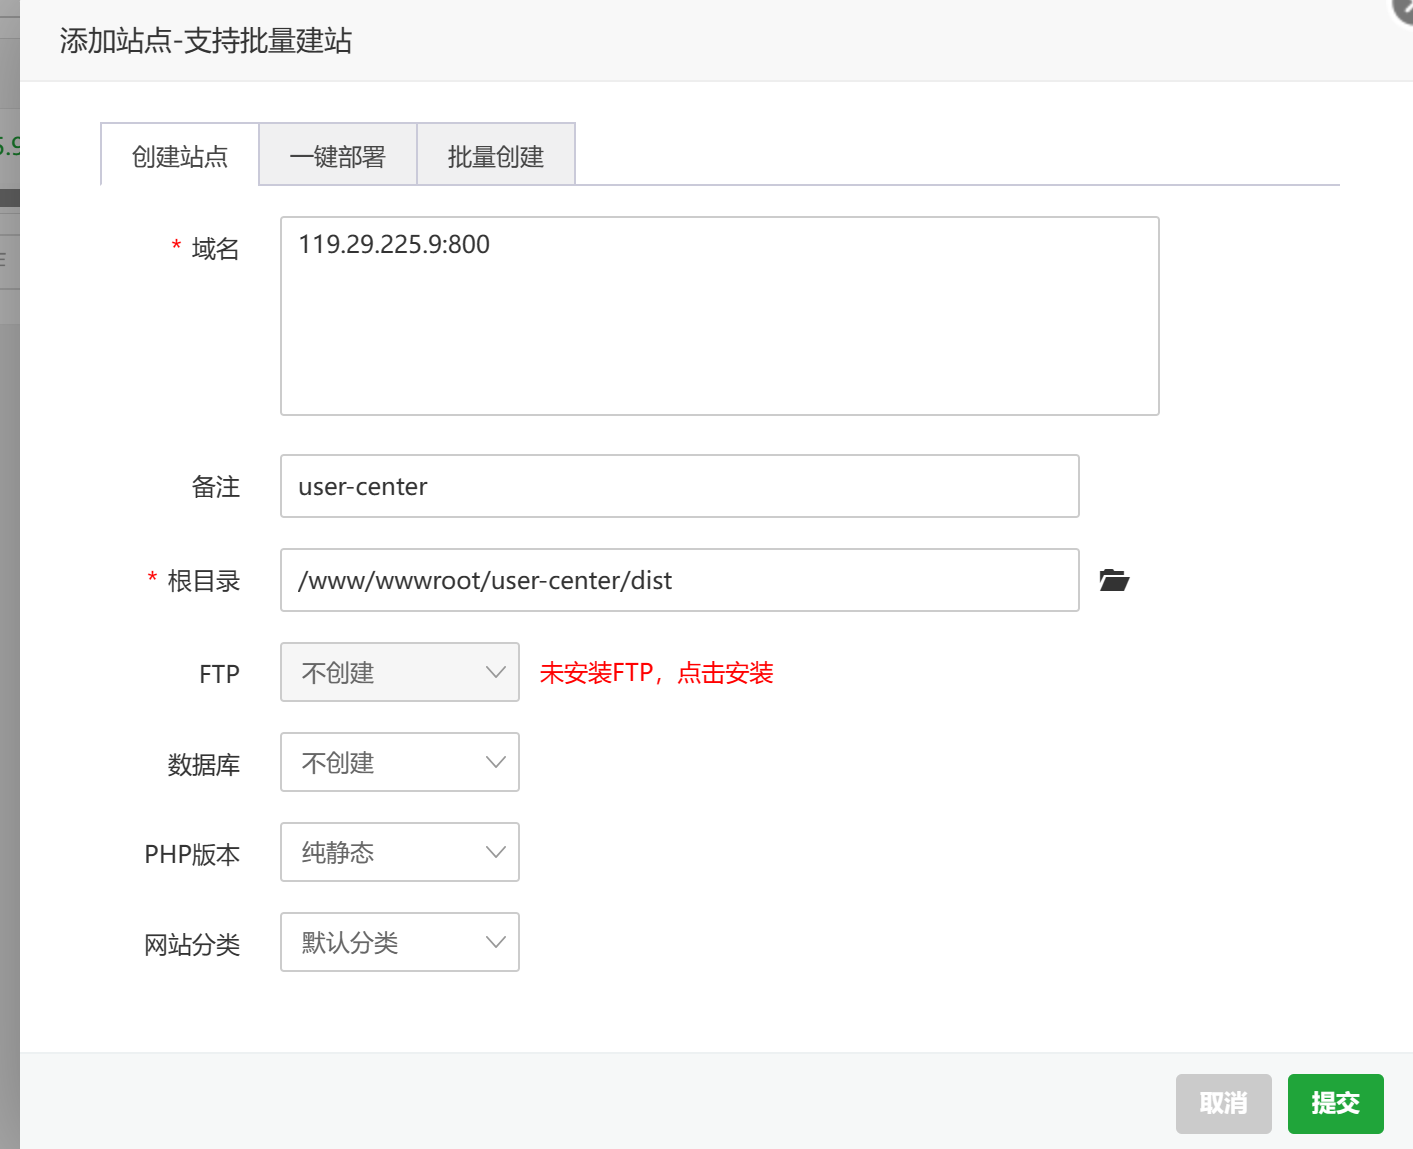 添加站点-支持批量建站
创建站点 一键部署 批量创建
* 域名 119.29.225.9:800
备注 user-center
* 根目录 /www/wwwroot/user-center/dist
FTP 不创建 未安装FTP，点击安装
数据库 不创建
PHP版本 纯静态
网站分类 默认分类
取消 提交